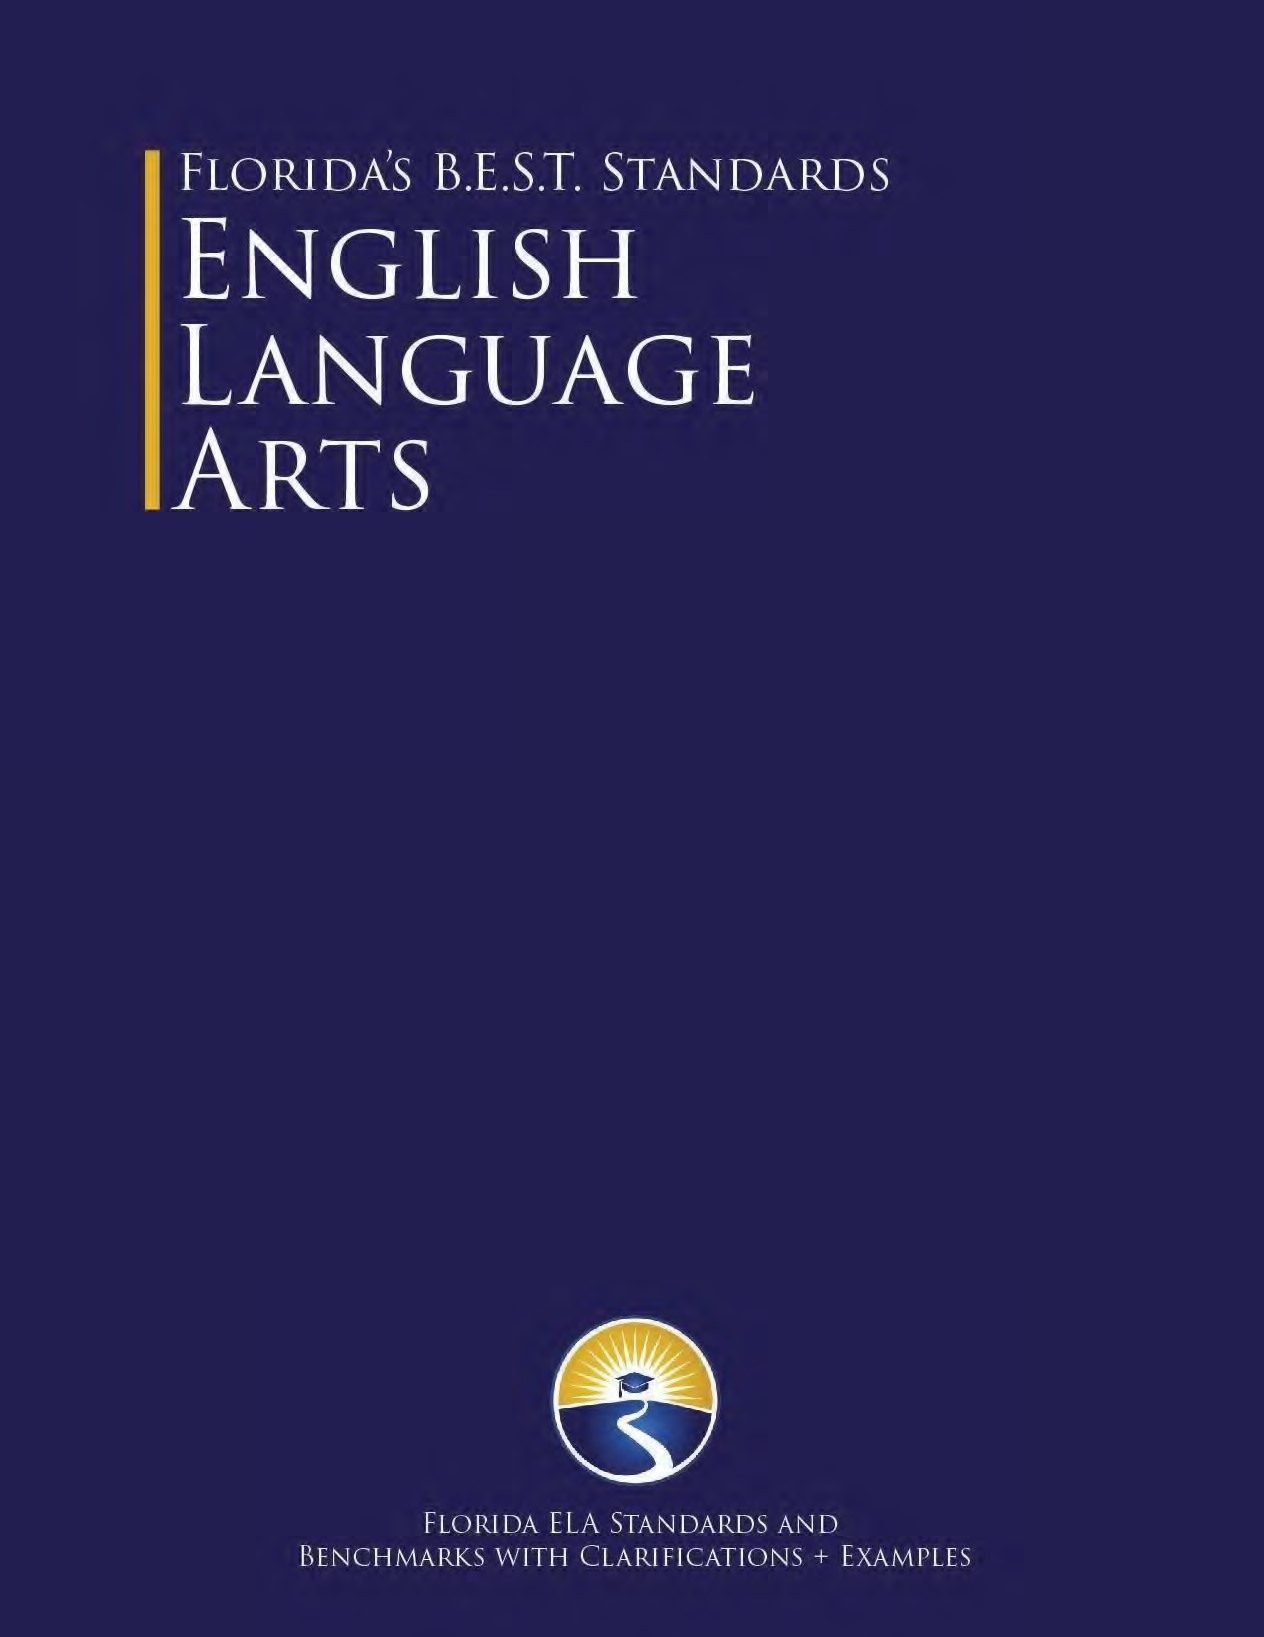 Florida's B.E.S.T. Standards
English
Language
Arts
Florida ELA Standards and
Benchmarks with Clarifications + Examples